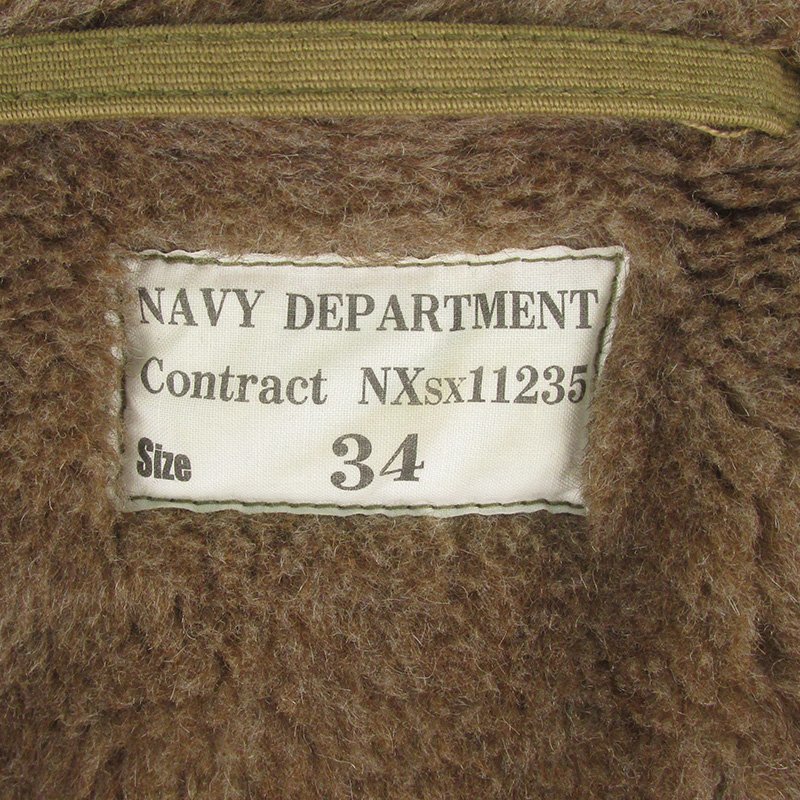 NAVY DEPARTMENT
Contract NXsx11235
Size 34